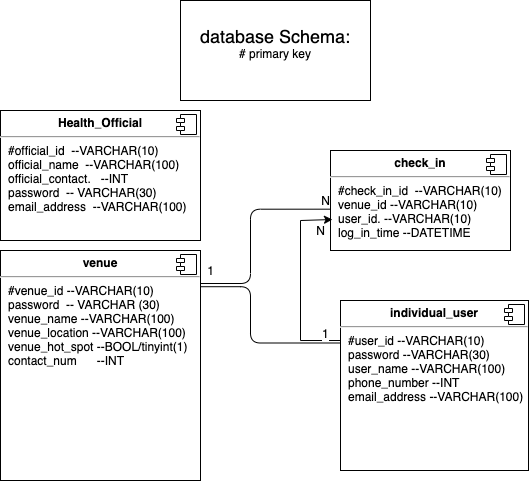 database Schema:
# primary key
Health_Official
#official_id --VARCHAR(10)
official_name --VARCHAR(100)
official_contact. --INT
password -- VARCHAR(30)
email_address --VARCHAR(100)
check_in
#check_in_id --VARCHAR(10)
venue_id --VARCHAR(10)
user_id. --VARCHAR(10)
log_in_time --DATETIME
N
N
venue
1
#venue_id --VARCHAR(10)
password -- VARCHAR (30)
venue_name --VARCHAR(100)
venue_location --VARCHAR(100)
venue_hot_spot --BOOL/tinyint(1)
contact_num --INT
individual_user
1
#user_id --VARCHAR(10)
password --VARCHAR(30)
user_name --VARCHAR(100)
phone_number --INT
email_address --VARCHAR(100)